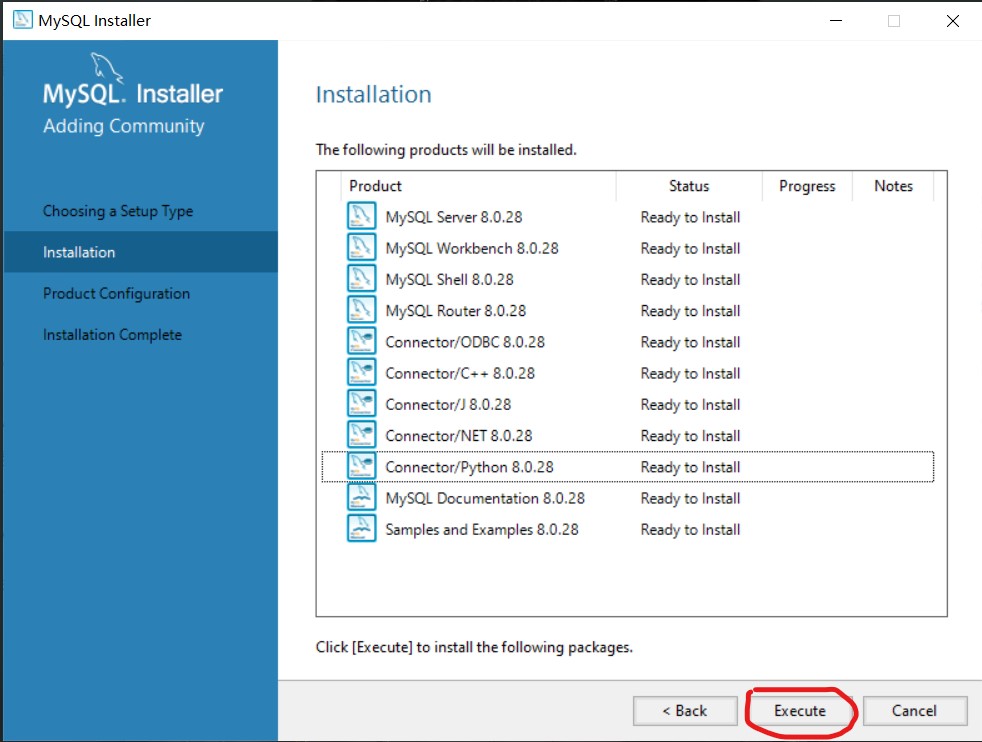 MySQL Installer
MySQL. Installer
Adding Community
Choosing a Setup Type
Installation
Product Configuration
Installation Complete
Installation
The following products will be installed.
Product Status Progress Notes
MySQL Server 8.0.28 Ready to Install
MySQL Workbench 8.0.28 Ready to Install
MySQL Shell 8.0.28 Ready to Install
MySQL Router 8.0.28 Ready to Install
Connector/ODBC 8.0.28 Ready to Install
Connector/C++ 8.0.28 Ready to Install
Connector/J 8.0.28 Ready to Install
Connector/NET 8.0.28 Ready to Install
Connector/Python 8.0.28 Ready to Install
MySQL Documentation 8.0.28 Ready to Install
Samples and Examples 8.0.28 Ready to Install
Click [Execute] to install the following packages.
< Back Execute Cancel